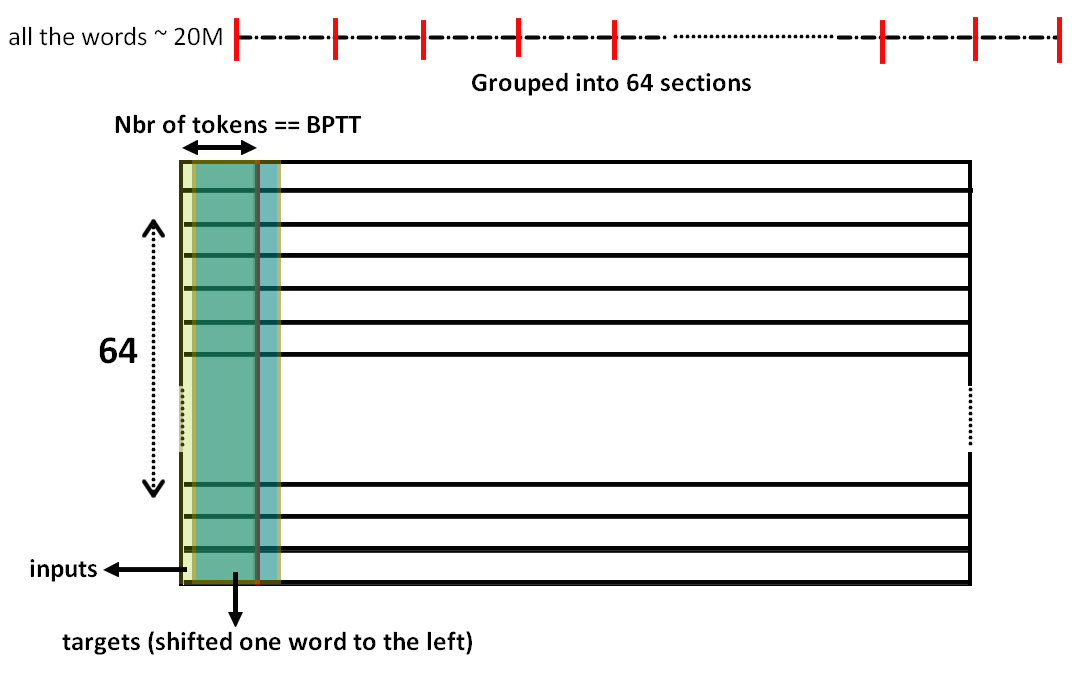 all the words ~ 20M
Grouped into 64 sections
Nbr of tokens == BPTT
64
inputs
targets (shifted one word to the left)